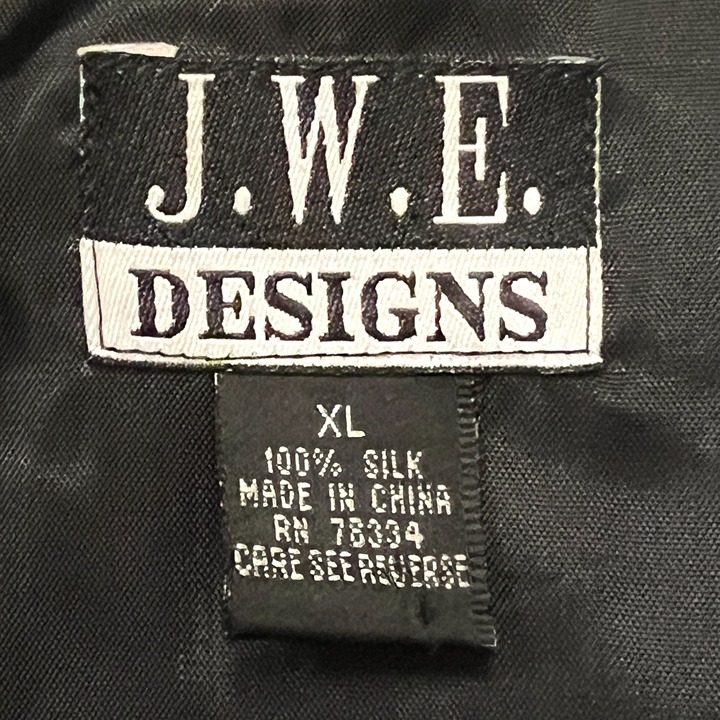 J.W.E.
DESIGNS
XL
100% SILK
MADE IN CHINA
RN 78334
CARE SEE REVERSE